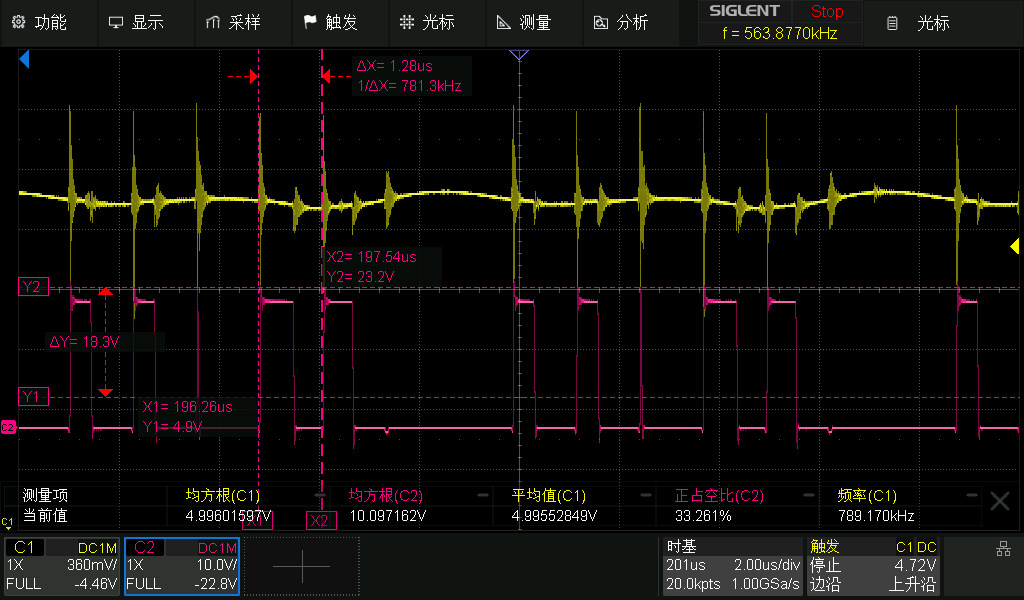 功能 显示 采样 触发 光标 测量 分析 SIGLENT Stop 光标
f = 563.8770kHz
ΔX= 1.28us
1/ΔX= 781.3kHz
X2= 197.54us
Y2= 23.2V
Y2
ΔY= 18.3V
Y1
X1= 196.26us
Y1= 4.9V
C2
测量项 均方根(C1) 均方根(C2) 平均值(C1) 正占空比(C2) 频率(C1)
当前值 4.99601597V 10.097162V 4.99552849V 33.261% 789.170kHz
C1 X1 X2
C1 DC1M C2 DC1M 时基 触发 C1 DC
1X 360mV/ 1X 10.0V/ 201us 2.00us/div 停止 4.72V
FULL -4.46V FULL -22.8V 20.0kpts 1.00GSa/s 边沿 上升沿